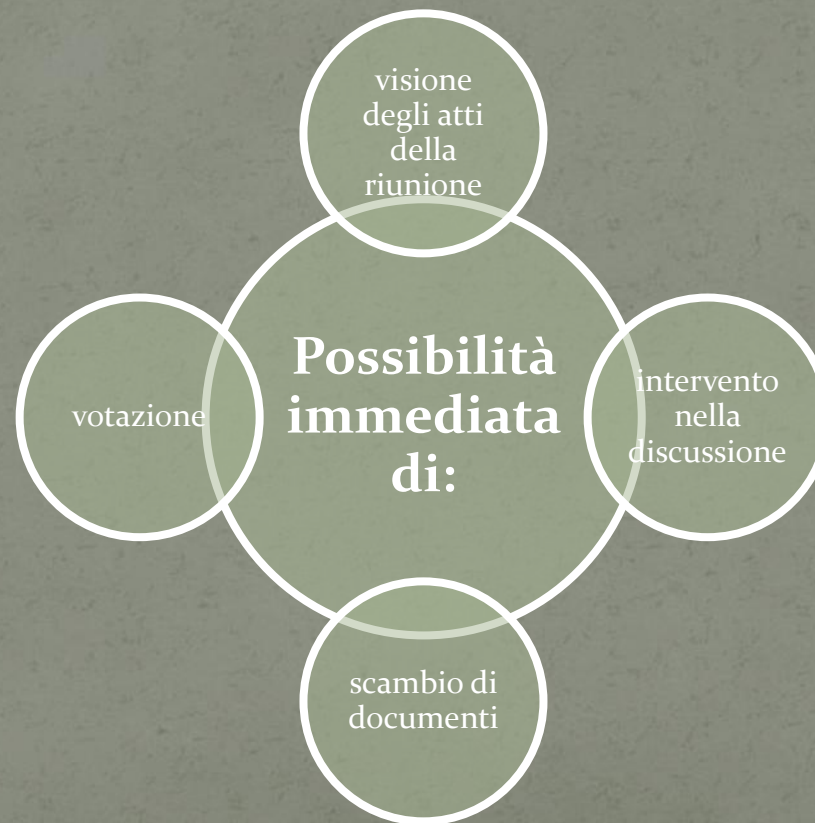 visione
degli atti
della
riunione
Possibilità
immediata
di:
votazione
intervento
nella
discussione
scambio di
documenti